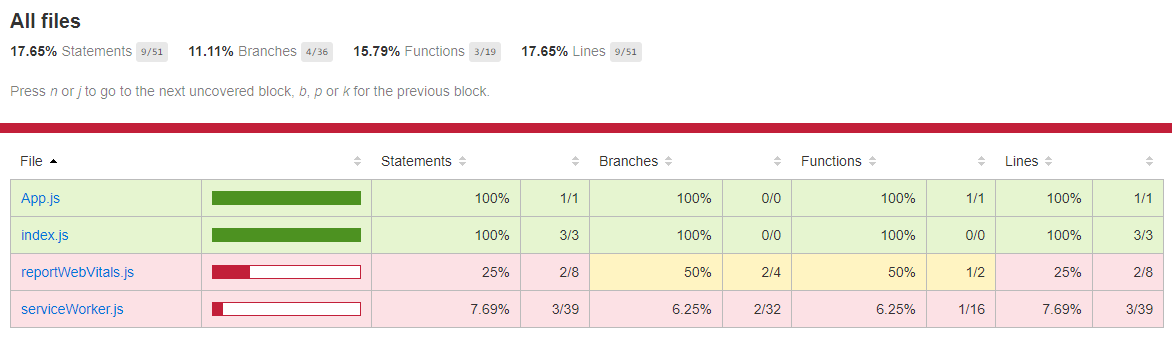 All files
17.65% Statements 9/51 11.11% Branches 4/36 15.79% Functions 3/19 17.65% Lines 9/51
Press n or j to go to the next uncovered block, b, p or k for the previous block.
File Statements Branches Functions Lines
App.js 100% 1/1 100% 0/0 100% 1/1 100% 1/1
index.js 100% 3/3 100% 0/0 100% 0/0 100% 3/3
reportWebVitals.js 25% 2/8 50% 2/4 50% 1/2 25% 2/8
serviceWorker.js 7.69% 3/39 6.25% 2/32 6.25% 1/16 7.69% 3/39